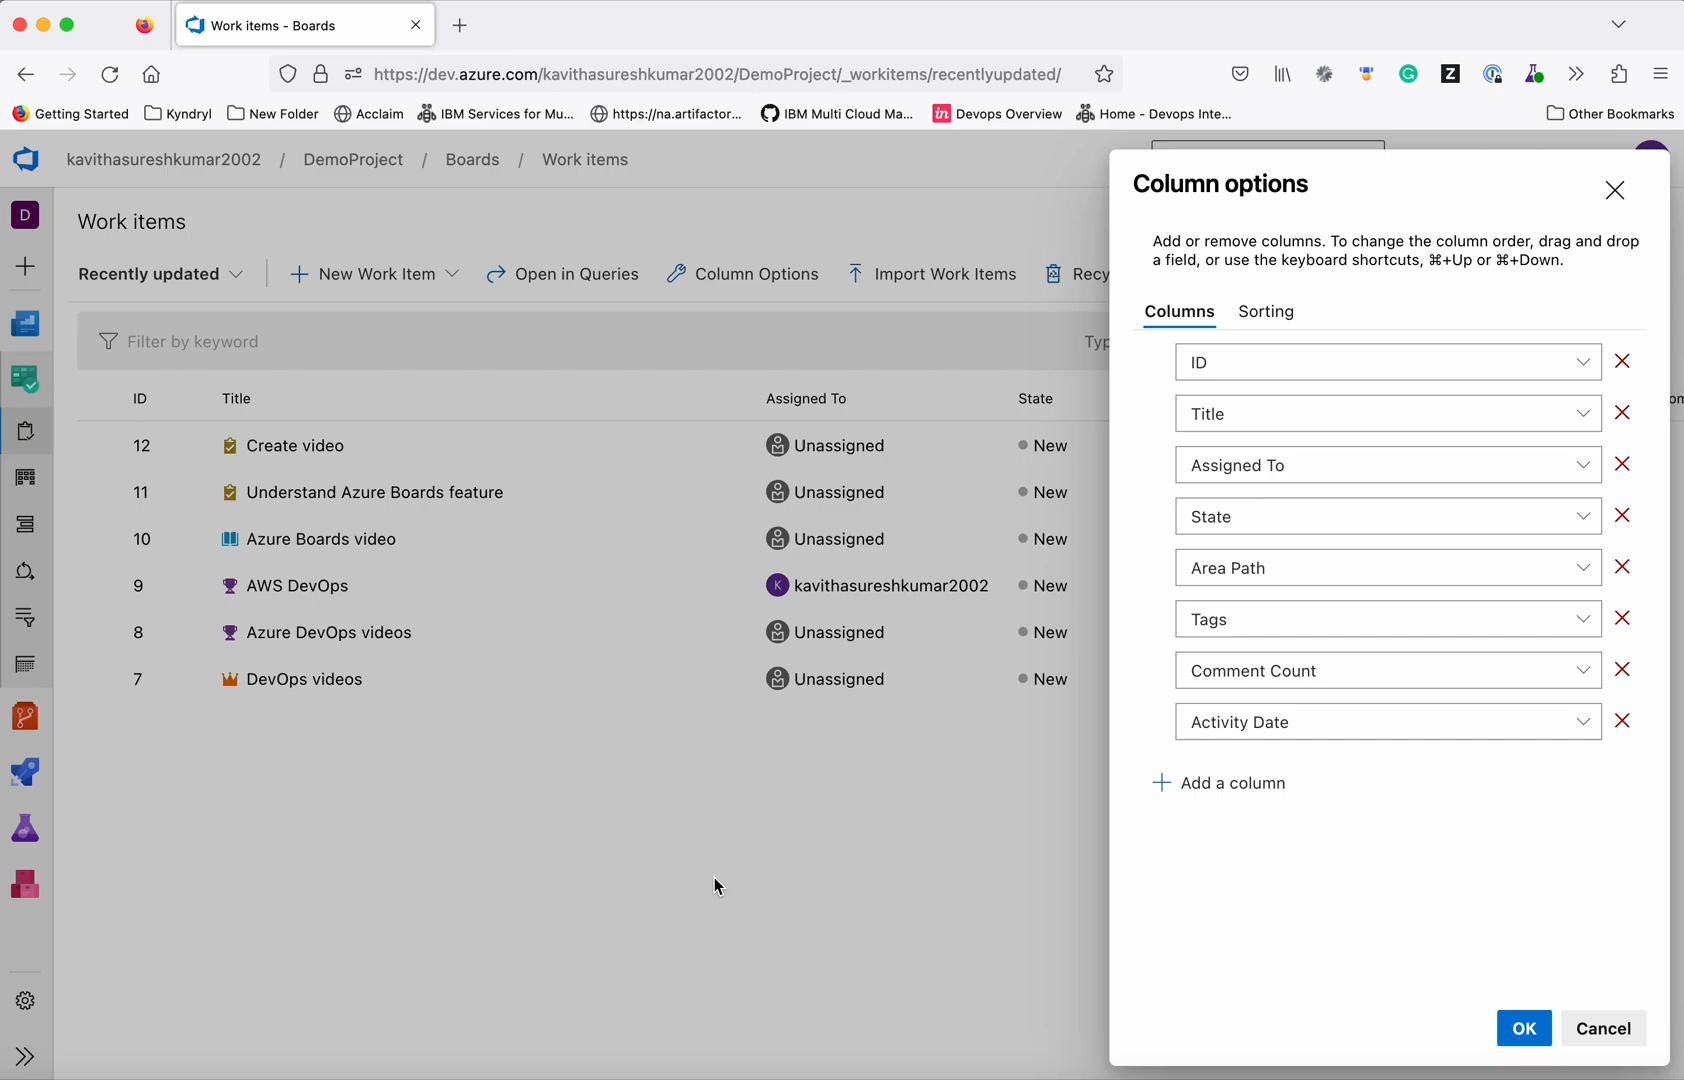 Work items - Boards
https://dev.azure.com/kavithasureshkumar2002/DemoProject/_workitems/recentlyupdated/
Z
Getting Started Kyndryl New Folder Acclaim IBM Services for Mu... https://na.artifactor... IBM Multi Cloud Ma... in Devops Overview Home - Devops Inte... Other Bookmarks
kavithasureshkumar2002 / DemoProject / Boards / Work items
D
Work items
Recently updated New Work Item Open in Queries Column Options Import Work Items Recy
Filter by keyword Typ
ID Title Assigned To State
12 Create video Unassigned New
11 Understand Azure Boards feature Unassigned New
10 Azure Boards video Unassigned New
9 AWS DevOps K kavithasureshkumar2002 New
8 Azure DevOps videos Unassigned New
7 DevOps videos Unassigned New
Column options
Add or remove columns. To change the column order, drag and drop
a field, or use the keyboard shortcuts, ⌘+Up or ⌘+Down.
Columns Sorting
ID
Title
Assigned To
State
Area Path
Tags
Comment Count
Activity Date
Add a column
OK Cancel